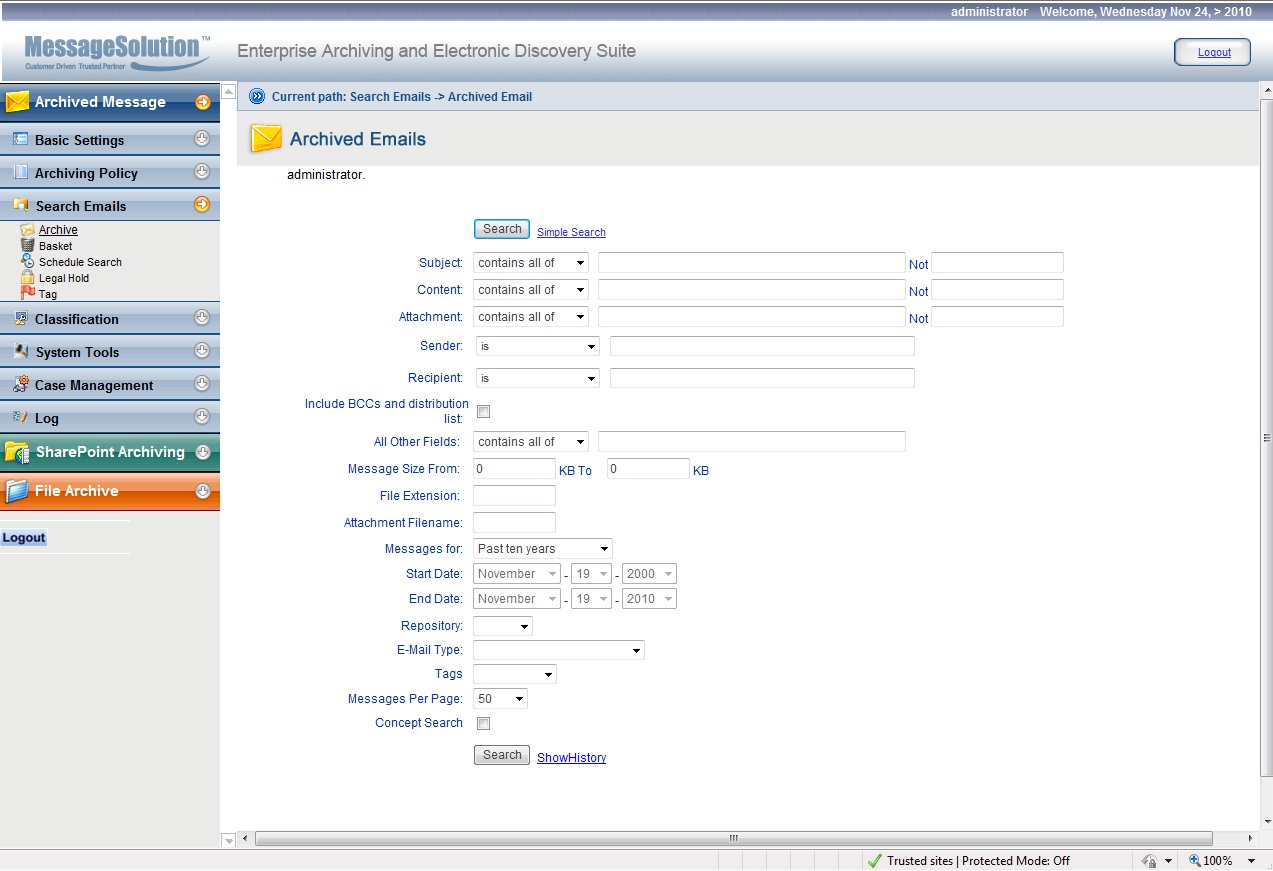 administrator Welcome, Wednesday Nov 24, > 2010
MessageSolution™
Customer Driven Trusted Partner
Enterprise Archiving and Electronic Discovery Suite
Logout
Archived Message
Basic Settings
Archiving Policy
Search Emails
Archive
Basket
Schedule Search
Legal Hold
Tag
Classification
System Tools
Case Management
Log
SharePoint Archiving
File Archive
Logout
Current path: Search Emails -> Archived Email
Archived Emails
administrator.
Search Simple Search
Subject: contains all of Not
Content: contains all of Not
Attachment: contains all of Not
Sender: is
Recipient: is
Include BCCs and distribution
list:
All Other Fields: contains all of
Message Size From: 0 KB To 0 KB
File Extension:
Attachment Filename:
Messages for: Past ten years
Start Date: November - 19 - 2000
End Date: November - 19 - 2010
Repository:
E-Mail Type:
Tags
Messages Per Page: 50
Concept Search
Search ShowHistory
Trusted sites | Protected Mode: Off
100%